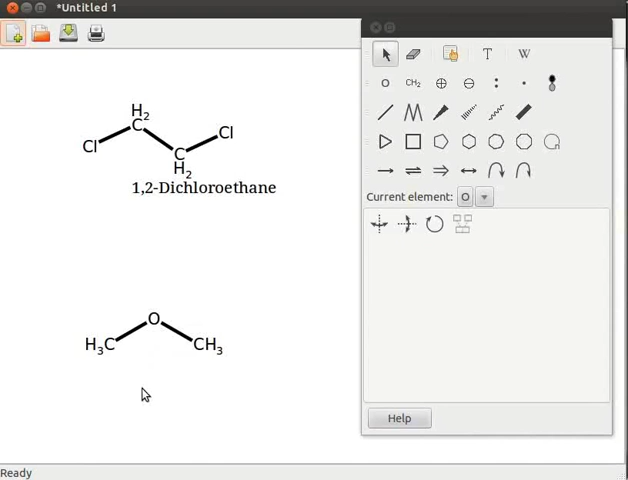 *Untitled 1
T
W
O
CH₂
H₂
C
Cl
Cl
C
H₂
1,2-Dichloroethane
Current element:
O
O
H₃C
CH₃
Help
Ready